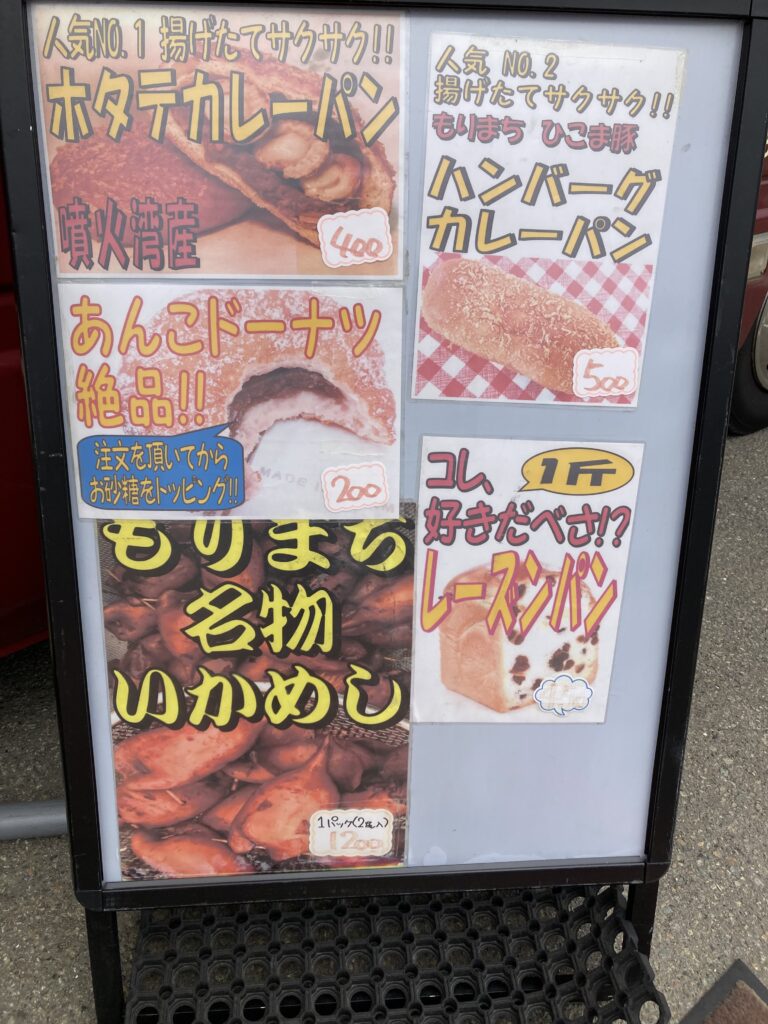 人気NO.1 揚げたてサクサク!!
ホタテカレーパン
噴火湾産
400
人気 NO.2
揚げたてサクサク!!
もりまち ひこま豚
ハンバーグ
カレーパン
500
あんこドーナツ
絶品!!
注文を頂いてから
お砂糖をトッピング!!
MADE
200
1斤
コレ、
好きだべさ!?
レーズンパン
もりまち
名物
いかめし
1パック(2尾入)
1200